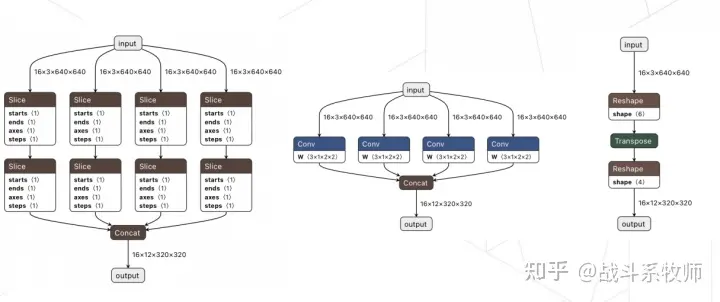 input
16×3×640×640 16×3×640×640 16×3×640×640 16×3×640×640
Slice Slice Slice Slice
starts ⟨1⟩ starts ⟨1⟩ starts ⟨1⟩ starts ⟨1⟩
ends ⟨1⟩ ends ⟨1⟩ ends ⟨1⟩ ends ⟨1⟩
axes ⟨1⟩ axes ⟨1⟩ axes ⟨1⟩ axes ⟨1⟩
steps ⟨1⟩ steps ⟨1⟩ steps ⟨1⟩ steps ⟨1⟩
Slice Slice Slice Slice
starts ⟨1⟩ starts ⟨1⟩ starts ⟨1⟩ starts ⟨1⟩
ends ⟨1⟩ ends ⟨1⟩ ends ⟨1⟩ ends ⟨1⟩
axes ⟨1⟩ axes ⟨1⟩ axes ⟨1⟩ axes ⟨1⟩
steps ⟨1⟩ steps ⟨1⟩ steps ⟨1⟩ steps ⟨1⟩
Concat
16×12×320×320
output
input
16×3×640×640 16×3×640×640 16×3×640×640 16×3×640×640
Conv Conv Conv Conv
W ⟨3×1×2×2⟩ W ⟨3×1×2×2⟩ W ⟨3×1×2×2⟩ W ⟨3×1×2×2⟩
Concat
16×12×320×320
output
input
16×3×640×640
Reshape
shape ⟨6⟩
Transpose
Reshape
shape ⟨4⟩
16×12×320×320
output
知乎 @战斗系牧师